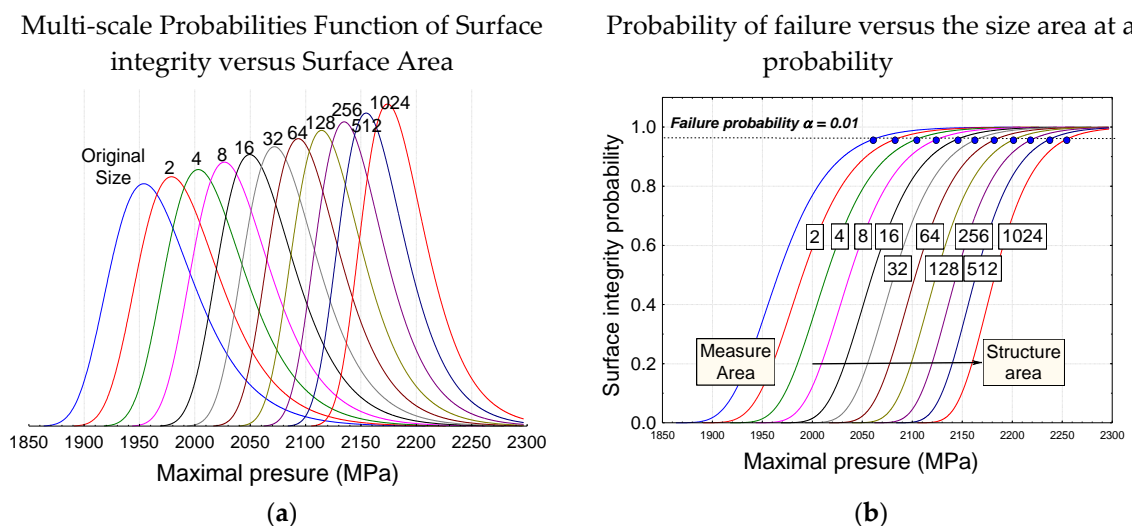 Multi-scale Probabilities Function of Surface
integrity versus Surface Area
Original
Size
2
4
8
16
32
64
128
256
512
1024
1850 1900 1950 2000 2050 2100 2150 2200 2250 2300
Maximal presure (MPa)
(a)
Probability of failure versus the size area at a
probability
Surface integrity probability
1.0
0.8
0.6
0.4
0.2
0.0
Failure probability α = 0.01
2 4 8 16 64 256 1024
32 128 512
Measure
Area
Structure
area
1850 1900 1950 2000 2050 2100 2150 2200 2250 2300
Maximal presure (MPa)
(b)